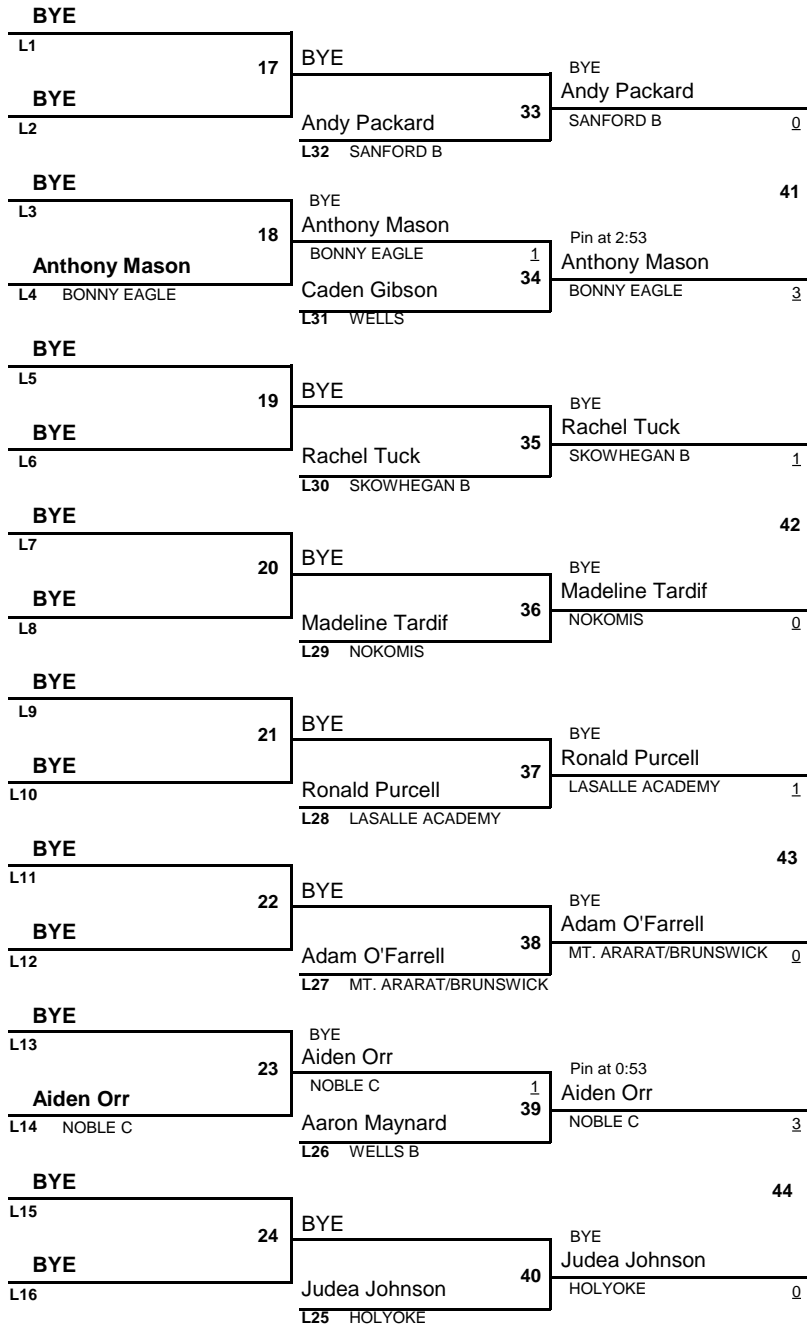 BYE
L1
17
BYE
L2
BYE
L3
18
Anthony Mason
L4 BONNY EAGLE
BYE
L5
19
BYE
L6
BYE
L7
20
BYE
L8
BYE
L9
21
BYE
L10
BYE
L11
22
BYE
L12
BYE
L13
23
Aiden Orr
L14 NOBLE C
BYE
L15
24
BYE
L16
BYE
33
Andy Packard
L32 SANFORD B
BYE
Anthony Mason
BONNY EAGLE 1
34
Caden Gibson
L31 WELLS
BYE
35
Rachel Tuck
L30 SKOWHEGAN B
BYE
36
Madeline Tardif
L29 NOKOMIS
BYE
37
Ronald Purcell
L28 LASALLE ACADEMY
BYE
38
Adam O'Farrell
L27 MT. ARARAT/BRUNSWICK
BYE
Aiden Orr
NOBLE C 1
39
Aaron Maynard
L26 WELLS B
BYE
40
Judea Johnson
L25 HOLYOKE
BYE
Andy Packard
SANFORD B 0
41
Pin at 2:53
Anthony Mason
BONNY EAGLE 3
BYE
Rachel Tuck
SKOWHEGAN B 1
42
BYE
Madeline Tardif
NOKOMIS 0
BYE
Ronald Purcell
LASALLE ACADEMY 1
43
BYE
Adam O'Farrell
MT. ARARAT/BRUNSWICK 0
Pin at 0:53
Aiden Orr
NOBLE C 3
44
BYE
Judea Johnson
HOLYOKE 0